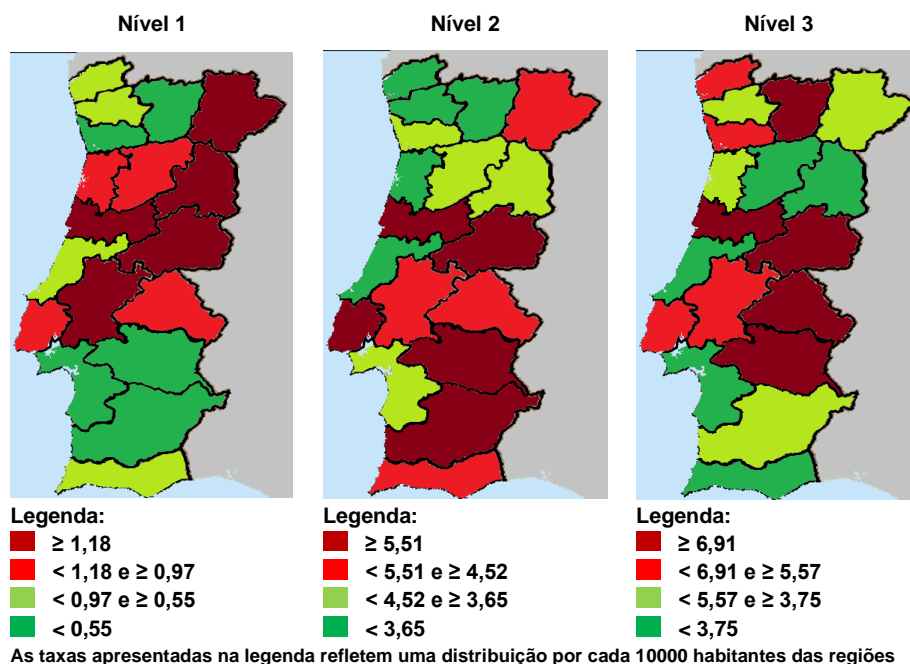 Nível 1
Nível 2
Nível 3
Legenda:
≥ 1,18
< 1,18 e ≥ 0,97
< 0,97 e ≥ 0,55
< 0,55
Legenda:
≥ 5,51
< 5,51 e ≥ 4,52
< 4,52 e ≥ 3,65
< 3,65
Legenda:
≥ 6,91
< 6,91 e ≥ 5,57
< 5,57 e ≥ 3,75
< 3,75
As taxas apresentadas na legenda refletem uma distribuição por cada 10000 habitantes das regiões